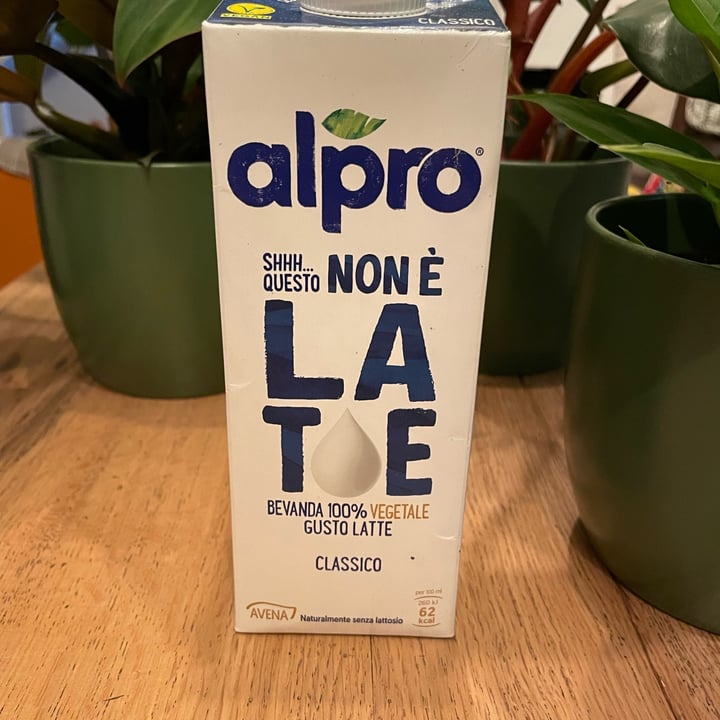 VEGAN
CLASSICO
alpro®
SHHH...
QUESTO NON È
LA
T E
BEVANDA 100% VEGETALE
GUSTO LATTE
CLASSICO
per 100 ml
260 kJ
62
kcal
AVENA
Naturalmente senza lattosio